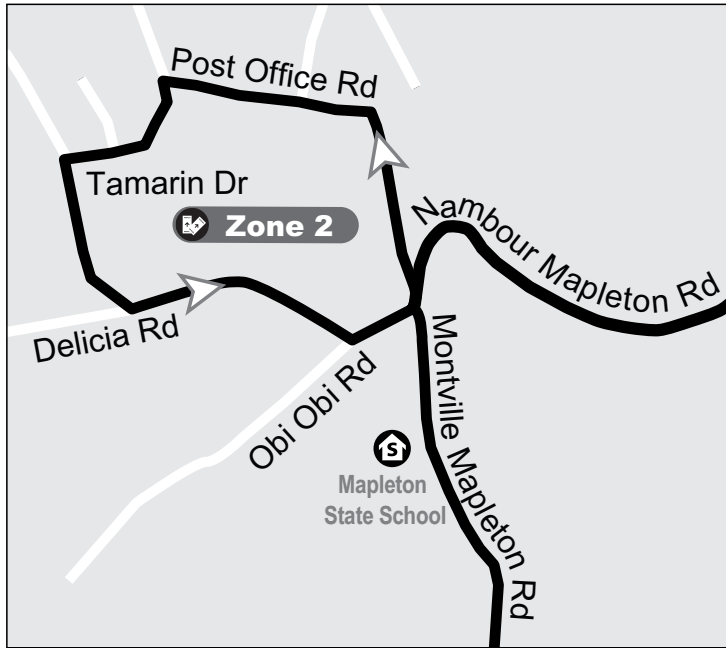 Post Office Rd
Tamarin Dr
Zone 2
Nambour Mapleton Rd
Delicia Rd
Obi Obi Rd
Montville Mapleton Rd
S
Mapleton
State School